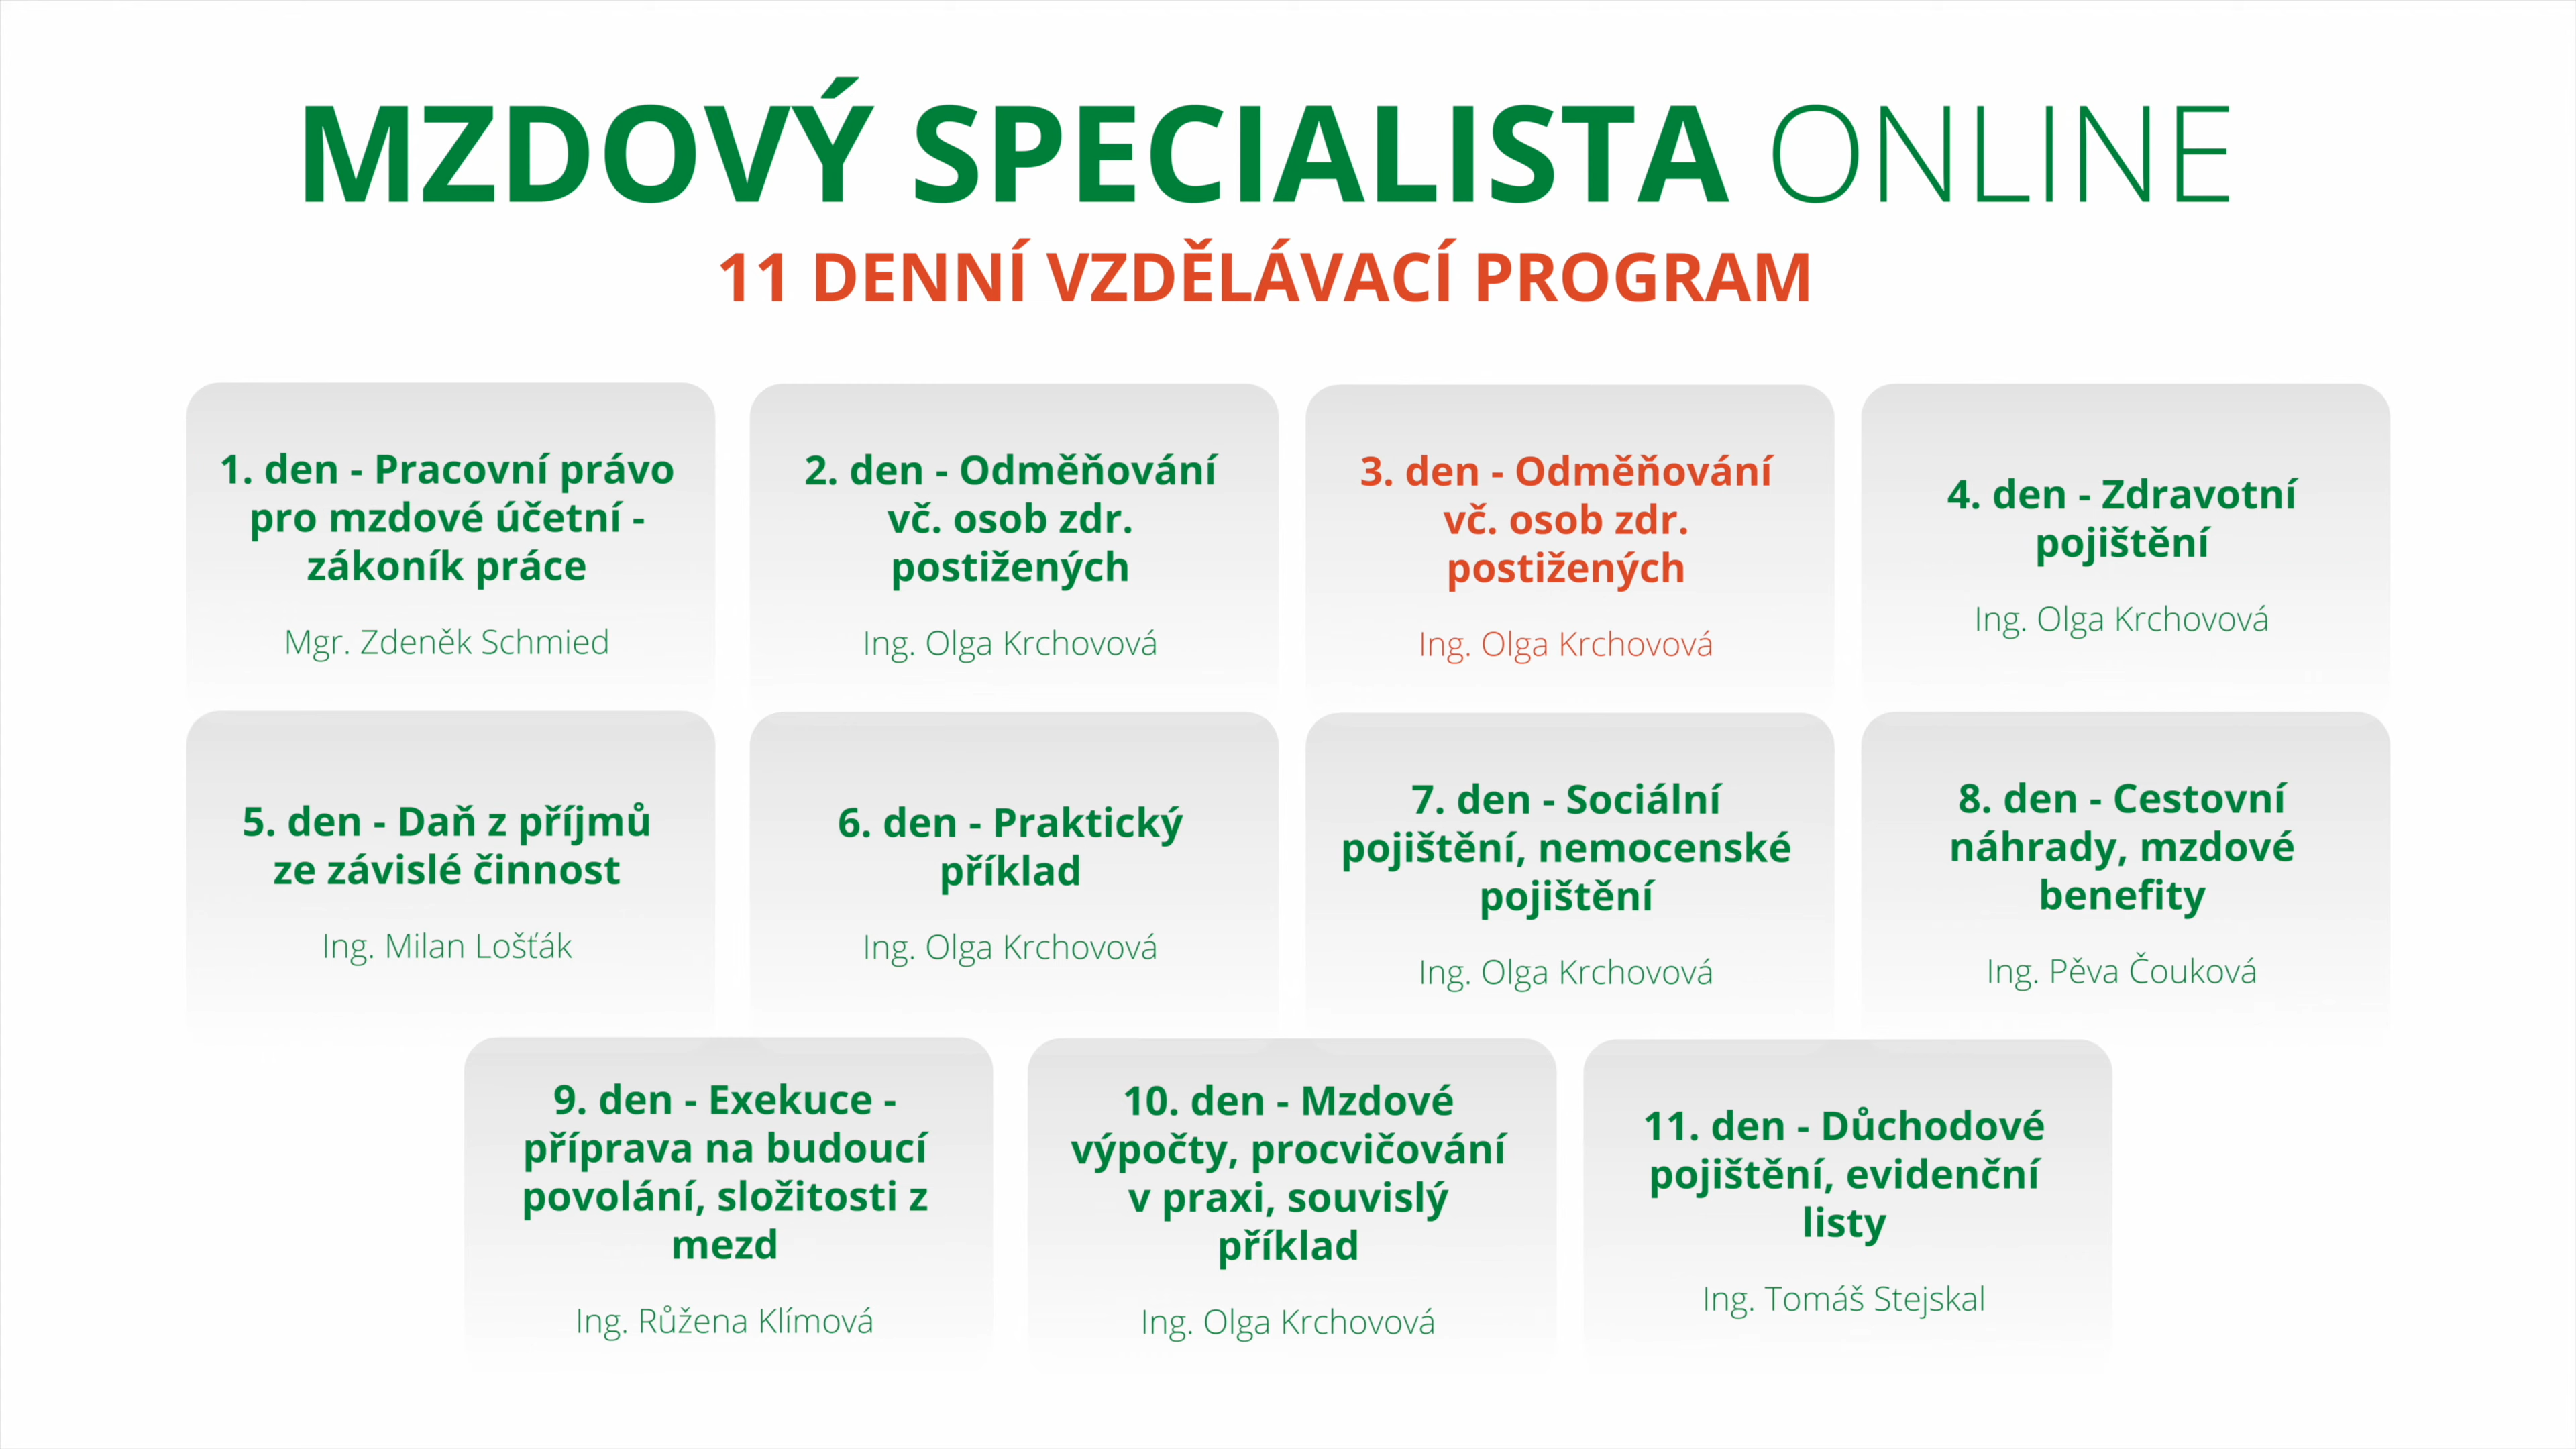 MZDOVÝ SPECIALISTA ONLINE
11 DENNÍ VZDĚLÁVACÍ PROGRAM
1. den - Pracovní právo
pro mzdové účetní -
zákoník práce
Mgr. Zdeněk Schmied
2. den - Odměňování
vč. osob zdr.
postižených
Ing. Olga Krchovová
3. den - Odměňování
vč. osob zdr.
postižených
Ing. Olga Krchovová
4. den - Zdravotní
pojištění
Ing. Olga Krchovová
5. den - Daň z příjmů
ze závislé činnost
Ing. Milan Lošťák
6. den - Praktický
příklad
Ing. Olga Krchovová
7. den - Sociální
pojištění, nemocenské
pojištění
Ing. Olga Krchovová
8. den - Cestovní
náhrady, mzdové
benefity
Ing. Pěva Čouková
9. den - Exekuce -
příprava na budoucí
povolání, složitosti z
mezd
Ing. Růžena Klímová
10. den - Mzdové
výpočty, procvičování
v praxi, souvislý
příklad
Ing. Olga Krchovová
11. den - Důchodové
pojištění, evidenční
listy
Ing. Tomáš Stejskal